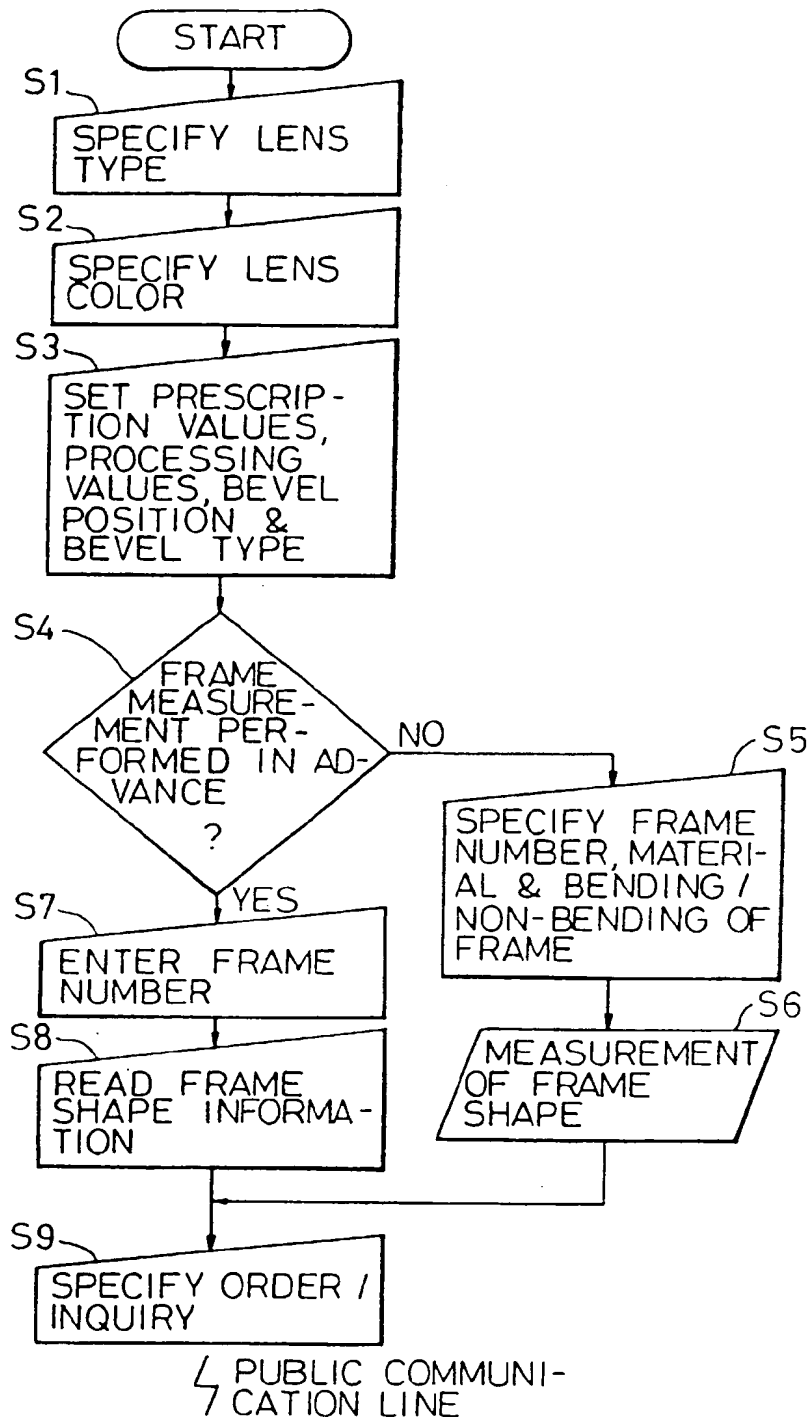 START
S1
SPECIFY LENS
TYPE
S2
SPECIFY LENS
COLOR
S3
SET PRESCRIP-
TION VALUES,
PROCESSING
VALUES, BEVEL
POSITION &
BEVEL TYPE
S4
FRAME
MEASURE-
MENT PER-
FORMED IN AD-
VANCE
?
NO
S5
SPECIFY FRAME
NUMBER, MATERI-
AL & BENDING /
NON-BENDING OF
FRAME
S6
MEASUREMENT
OF FRAME
SHAPE
YES
S7
ENTER FRAME
NUMBER
S8
READ FRAME
SHAPE INFORMA-
TION
S9
SPECIFY ORDER /
INQUIRY
PUBLIC COMMUNI-
CATION LINE